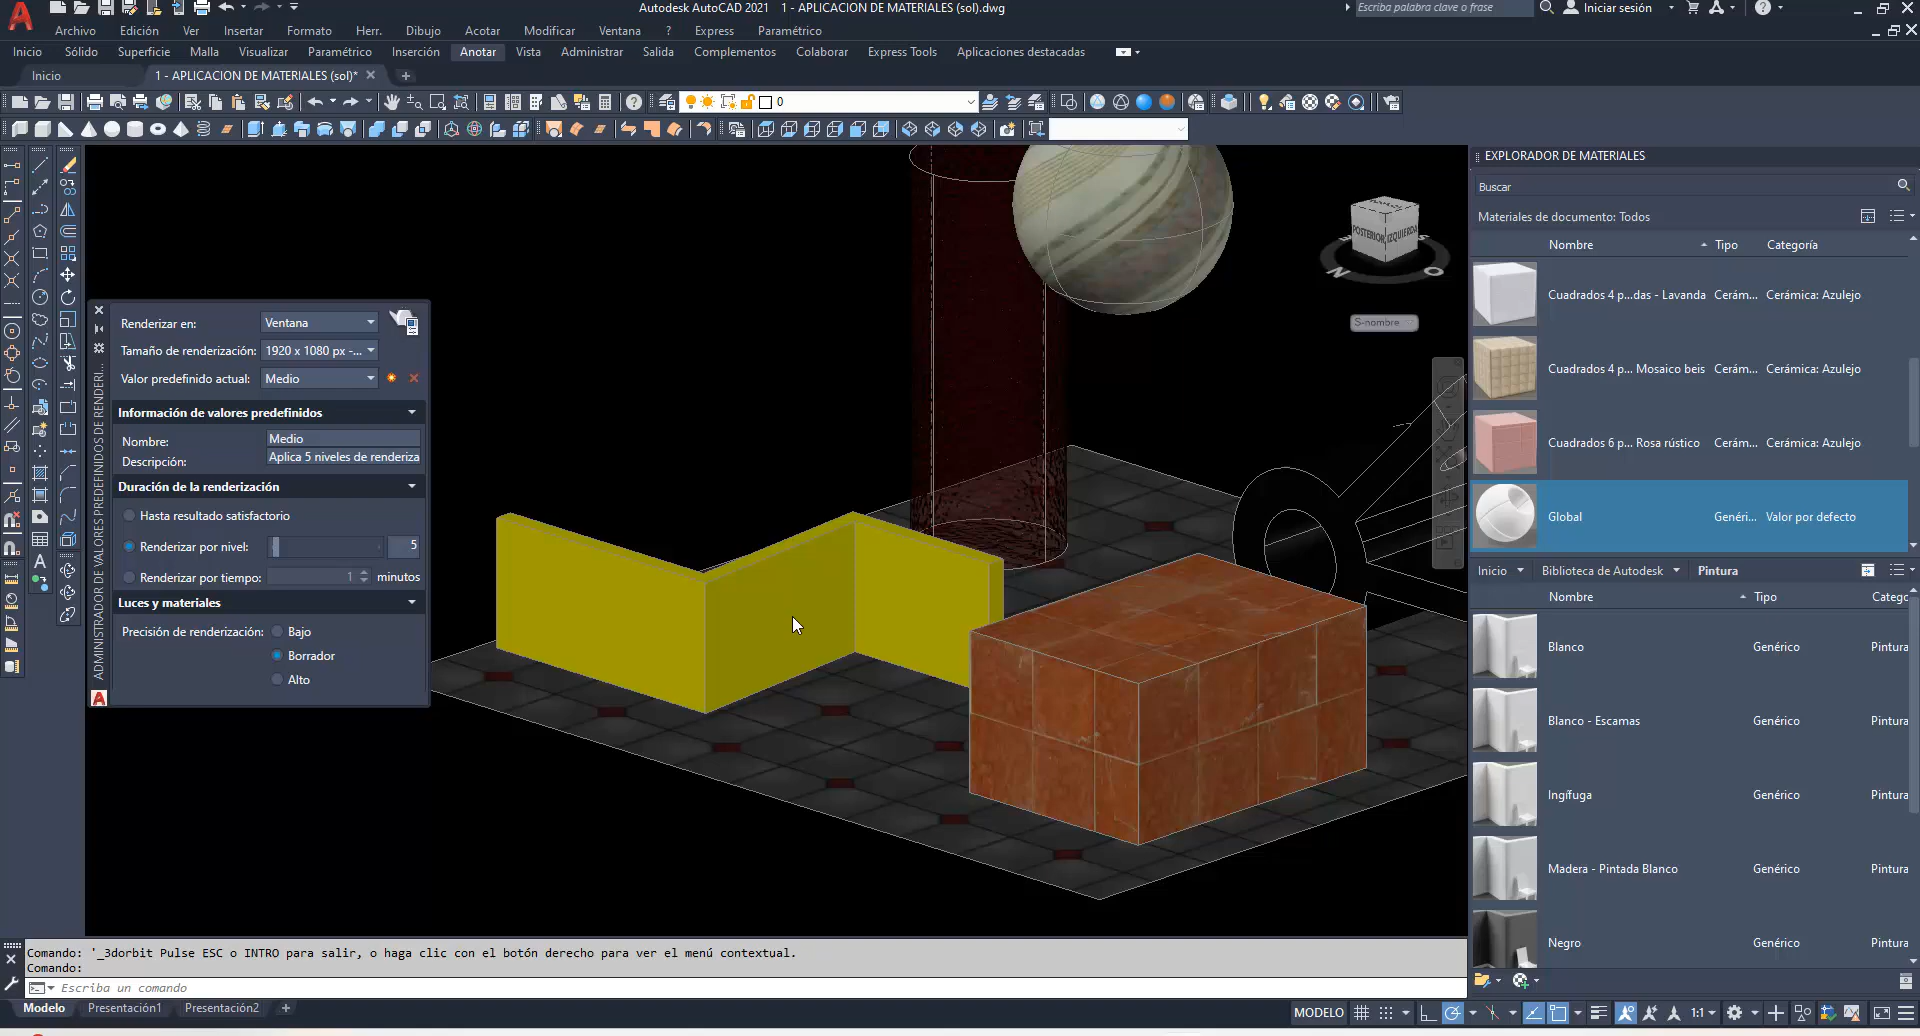 Autodesk AutoCAD 2021 1 - APLICACION DE MATERIALES (sol).dwg
Escriba palabra clave o frase
Iniciar sesión
Archivo Edición Ver Insertar Formato Herr. Dibujo Acotar Modificar Ventana ? Express Paramétrico
Inicio Sólido Superficie Malla Visualizar Paramétrico Inserción Anotar Vista Administrar Salida Complementos Colaborar Express Tools Aplicaciones destacadas
Inicio
1 - APLICACION DE MATERIALES (sol)*
0
POSTERIOR
IZQUIERDA
N
O
S-nombre
ADMINISTRADOR DE VALORES PREDEFINIDOS DE RENDERI...
Renderizar en: Ventana
Tamaño de renderización: 1920 x 1080 px -...
Valor predefinido actual: Medio
Información de valores predefinidos
Nombre: Medio
Descripción: Aplica 5 niveles de renderiza
Duración de la renderización
Hasta resultado satisfactorio
Renderizar por nivel: 5
Renderizar por tiempo: 1 minutos
Luces y materiales
Precisión de renderización: Bajo
Borrador
Alto
EXPLORADOR DE MATERIALES
Buscar
Materiales de documento: Todos
Nombre Tipo Categoría
Cuadrados 4 p...das - Lavanda Cerám... Cerámica: Azulejo
Cuadrados 4 p... Mosaico beis Cerám... Cerámica: Azulejo
Cuadrados 6 p... Rosa rústico Cerám... Cerámica: Azulejo
Global Genéri... Valor por defecto
Inicio Biblioteca de Autodesk Pintura
Nombre Tipo Catego
Blanco Genérico Pintura
Blanco - Escamas Genérico Pintura
Ingífuga Genérico Pintura
Madera - Pintada Blanco Genérico Pintura
Negro Genérico Pintura
Comando: '_3dorbit Pulse ESC o INTRO para salir, o haga clic con el botón derecho para ver el menú contextual.
Comando:
Escriba un comando
Modelo Presentación1 Presentación2
MODELO 1:1